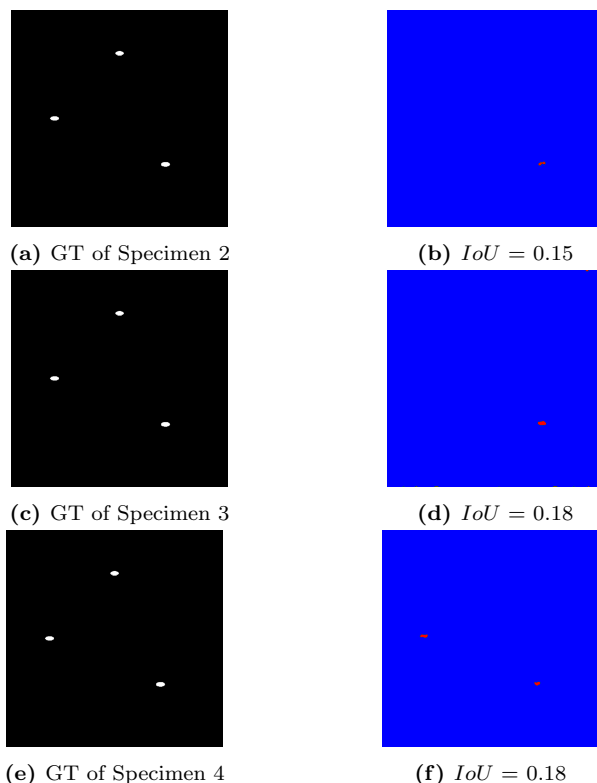 (a) GT of Specimen 2
(b) IoU = 0.15
(c) GT of Specimen 3
(d) IoU = 0.18
(e) GT of Specimen 4
(f) IoU = 0.18